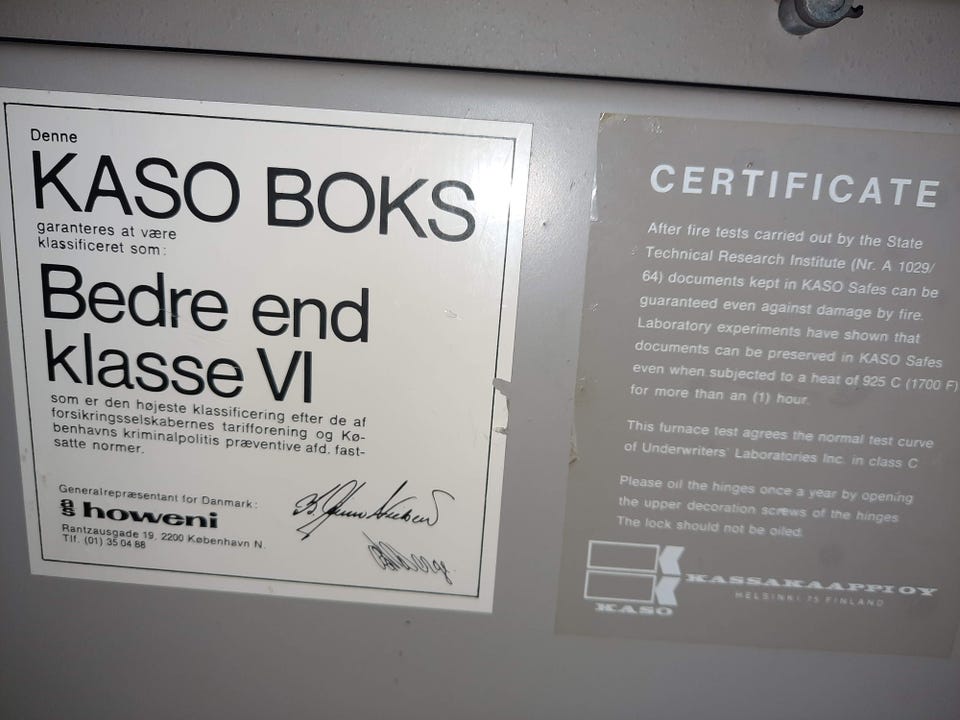 Denne
KASO BOKS
garanteres at være
klassificeret som:
Bedre end
klasse VI
som er den højeste klassificering efter de af
forsikringsselskabernes tarifforening og Kø-
benhavns kriminalpolitis præventive afd. fast-
satte normer.
Generalrepræsentant for Danmark:
a/s howeni
Rantzausgade 19, 2200 København N.
Tlf. (01) 35 04 88
CERTIFICATE
After fire tests carried out by the State
Technical Research Institute (Nr. A 1029/
64) documents kept in KASO Safes can be
guaranteed even against damage by fire.
Laboratory experiments have shown that
documents can be preserved in KASO Safes
even when subjected to a heat of 925 C (1700 F)
for more than an (1) hour.
This furnace test agrees the normal test curve
of Underwriters' Laboratories Inc. in class C
Please oil the hinges once a year by opening
the upper decoration screws of the hinges
The lock should not be oiled.
KASSAKAAPPI OY
HELSINKI 75 FINLAND
KASO